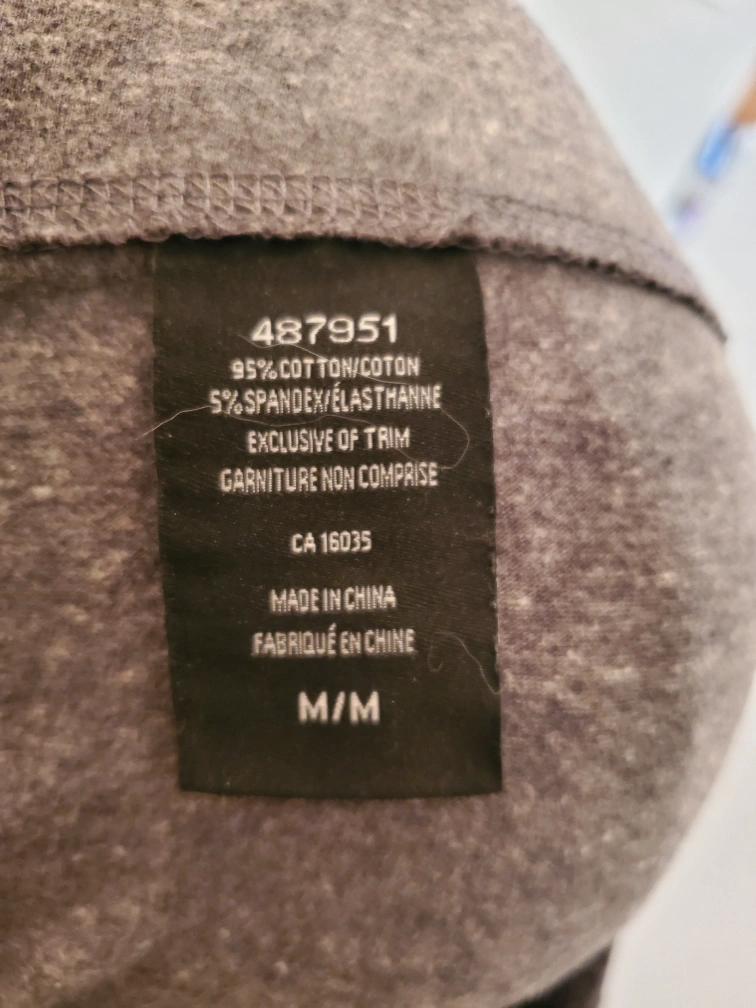 487951
95% COTTON/COTON
5% SPANDEX/ÉLASTHANNE
EXCLUSIVE OF TRIM
GARNITURE NON COMPRISE
CA 16035
MADE IN CHINA
FABRIQUÉ EN CHINE
M/M